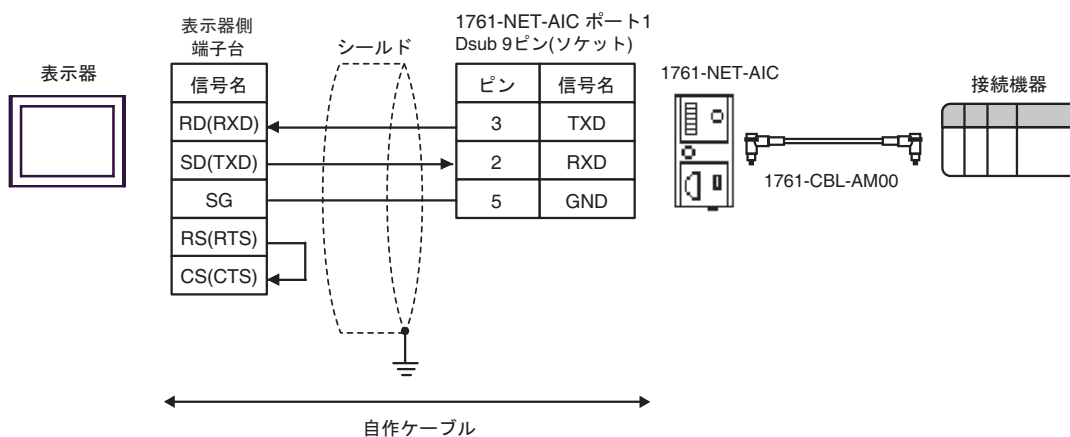 表示器
表示器側
端子台
信号名
RD(RXD)
SD(TXD)
SG
RS(RTS)
CS(CTS)
シールド
1761-NET-AIC ポート1
Dsub 9ピン(ソケット)
ピン 信号名
3 TXD
2 RXD
5 GND
1761-NET-AIC
1761-CBL-AM00
接続機器
自作ケーブル